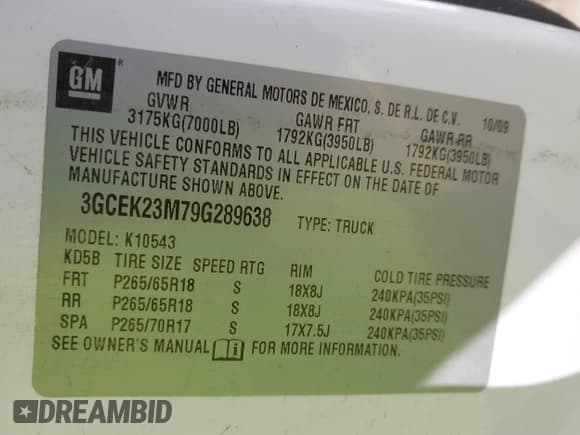 GM ®
MFD BY GENERAL MOTORS DE MEXICO, S. DE R.L. DE C.V. 10/09
GVWR GAWR FRT GAWR RR
3175KG(7000LB) 1792KG(3950LB) 1792KG(3950LB)
THIS VEHICLE CONFORMS TO ALL APPLICABLE U.S. FEDERAL MOTOR
VEHICLE SAFETY STANDARDS IN EFFECT ON THE DATE OF
MANUFACTURE SHOWN ABOVE.
3GCEK23M79G289638 TYPE: TRUCK
MODEL: K10543
KD5B TIRE SIZE SPEED RTG RIM COLD TIRE PRESSURE
FRT P265/65R18 S 18X8J 240KPA(35PSI)
RR P265/65R18 S 18X8J 240KPA(35PSI)
SPA P265/70R17 S 17X7.5J 240KPA(35PSI)
SEE OWNER'S MANUAL i FOR MORE INFORMATION.
DREAMBID